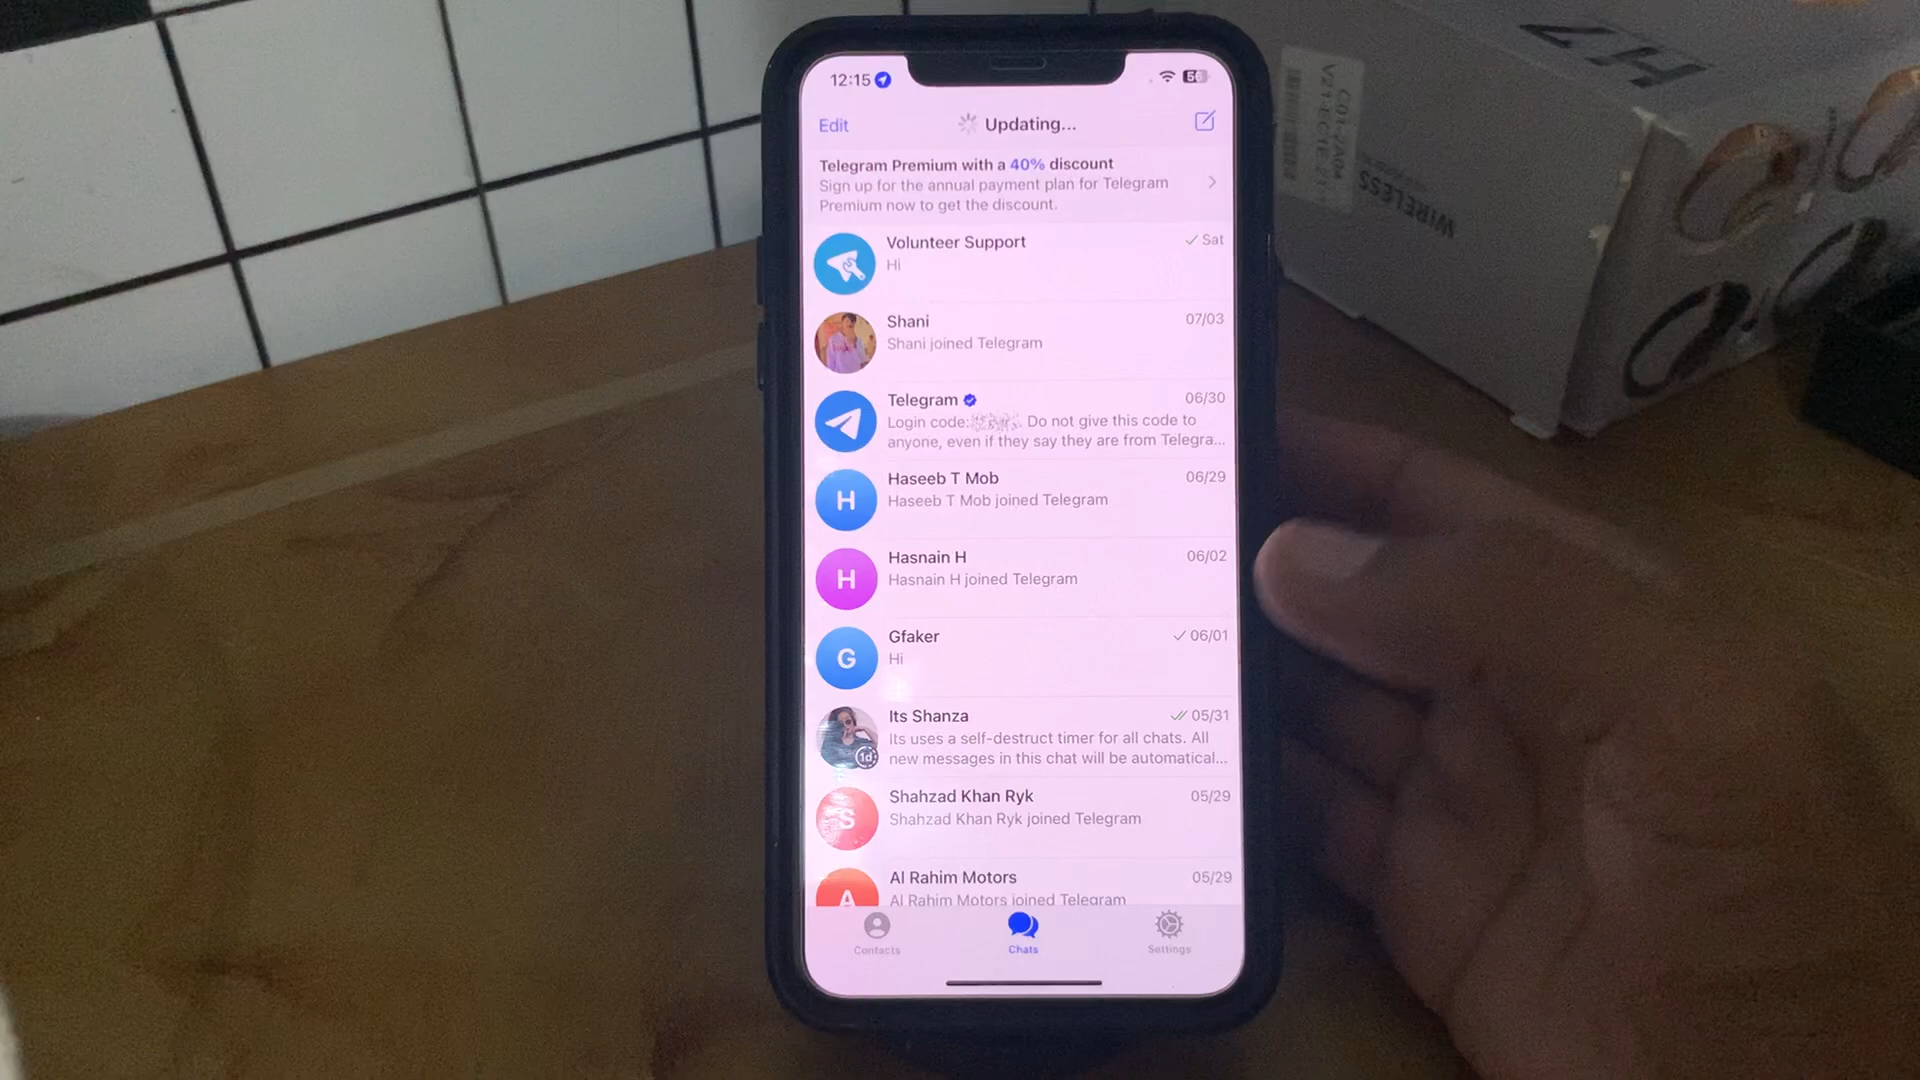 12:15
50
Edit
Updating...
Telegram Premium with a 40% discount
Sign up for the annual payment plan for Telegram
Premium now to get the discount.
Volunteer Support
Sat
Hi
Shani
07/03
Shani joined Telegram
Telegram
06/30
Login code: . Do not give this code to
anyone, even if they say they are from Telegra...
H
Haseeb T Mob
06/29
Haseeb T Mob joined Telegram
H
Hasnain H
06/02
Hasnain H joined Telegram
G
Gfaker
06/01
Hi
Its Shanza
05/31
1d
Its uses a self-destruct timer for all chats. All
new messages in this chat will be automatical...
S
Shahzad Khan Ryk
05/29
Shahzad Khan Ryk joined Telegram
A
Al Rahim Motors
05/29
Al Rahim Motors joined Telegram
Contacts
Chats
Settings
H7
WIRELESS